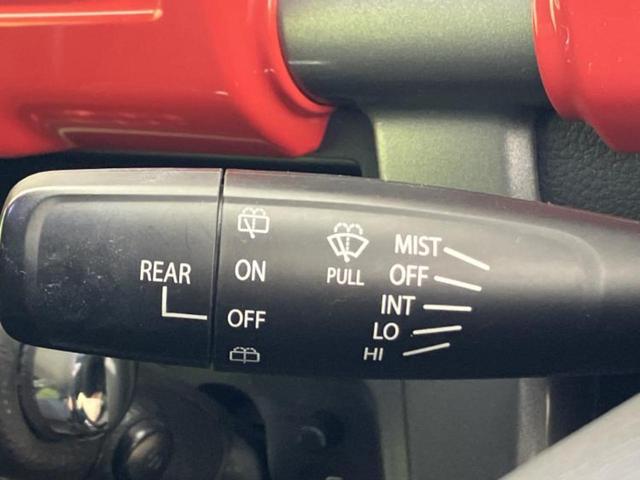 REAR
ON
OFF
PULL
MIST
OFF
INT
LO
HI